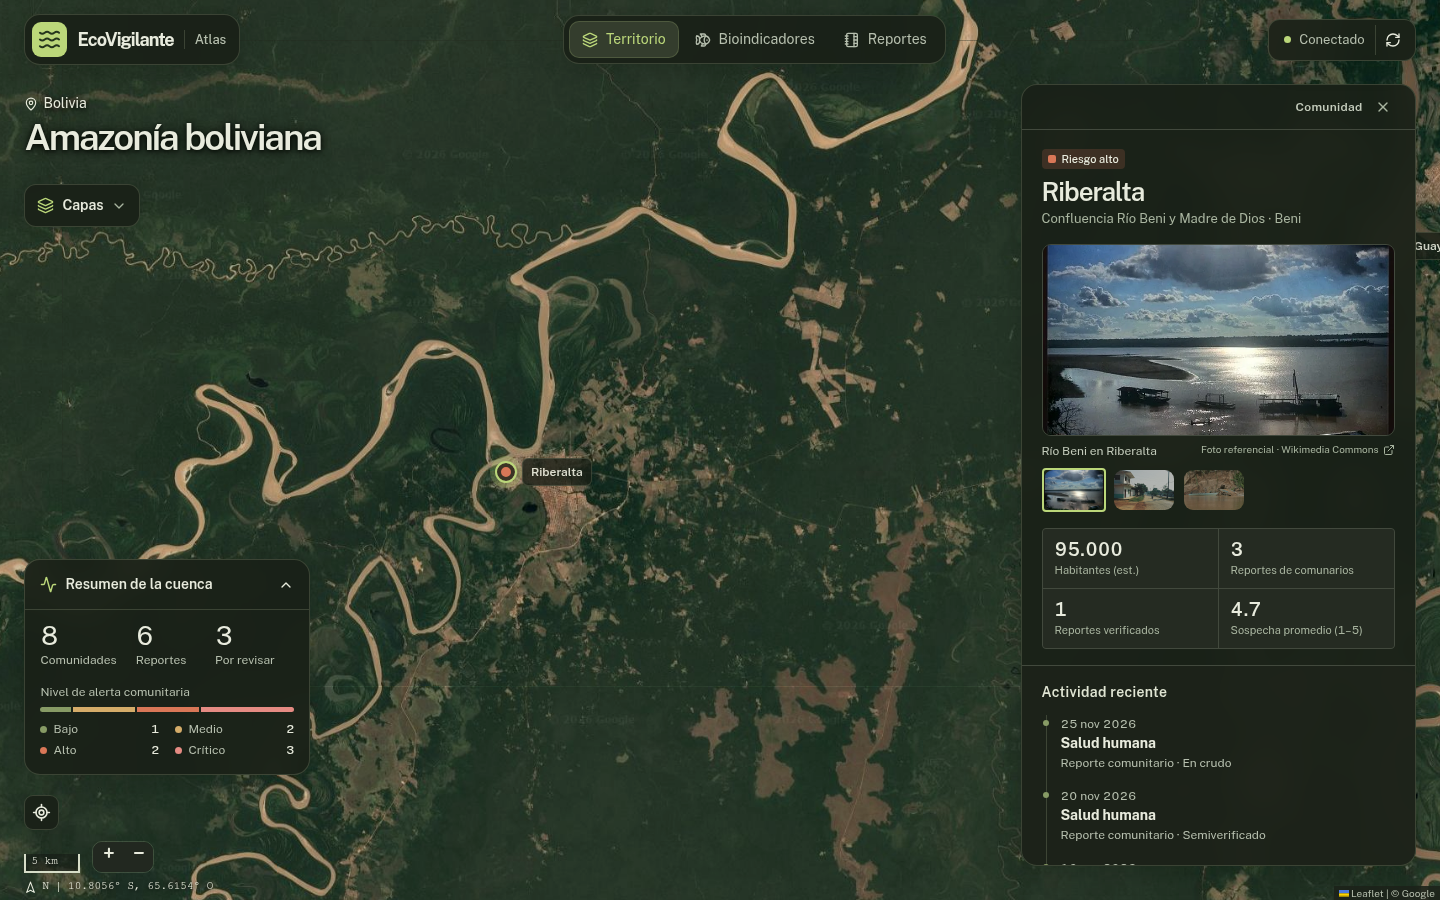 EcoVigilante
Atlas
Territorio
Bioindicadores
Reportes
Conectado
Bolivia
Amazonía boliviana
Capas
Riberalta
Resumen de la cuenca
8
Comunidades
6
Reportes
3
Por revisar
Nivel de alerta comunitaria
Bajo 1
Medio 2
Alto 2
Crítico 3
+ −
5 km
N | 10.8056° S, 65.6154° O
Comunidad
Riesgo alto
Riberalta
Confluencia Río Beni y Madre de Dios · Beni
Río Beni en Riberalta
Foto referencial · Wikimedia Commons
95.000
Habitantes (est.)
3
Reportes de comunarios
1
Reportes verificados
4.7
Sospecha promedio (1–5)
Actividad reciente
25 nov 2026
Salud humana
Reporte comunitario · En crudo
20 nov 2026
Salud humana
Reporte comunitario · Semiverificado
Guay
Leaflet | © Google
© 2026 Google